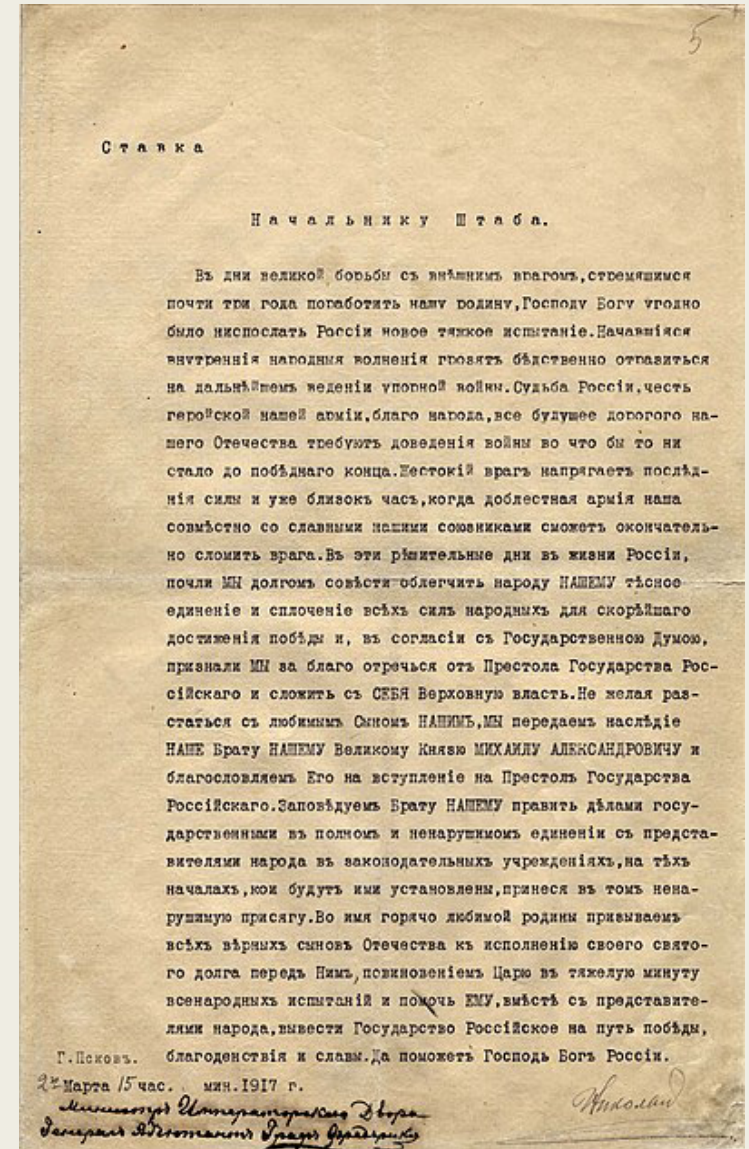 5
Ставка
Начальнику Штаба.
Въ дни великой борьбы съ внѣшнимъ врагомъ,стремящимся
почти три года поработить нашу родину,Господу Богу угодно
было ниспослать Россіи новое тяжкое испытаніе.Начавшіяся
внутреннія народныя волненія грозятъ бѣдственно отразиться
на дальнѣйшемъ веденіи упорной войны.Судьба Россіи,честь
геройской нашей арміи,благо народа,все будущее дорогого на-
шего Отечества требуютъ доведенія войны во что бы то ни
стало до побѣднаго конца.Жестокій врагъ напрягаетъ послѣд-
нія силы и уже близокъ часъ,когда доблестная армія наша
совмѣстно со славными нашими союзниками сможетъ окончатель-
но сломить врага.Въ эти рѣшительные дни въ жизни Россіи,
почли МЫ долгомъ совѣсти облегчить народу НАШЕМУ тѣсное
единеніе и сплоченіе всѣхъ силъ народныхъ для скорѣйшаго
достиженія побѣды и, въ согласіи съ Государственною Думою,
признали МЫ за благо отречься отъ Престола Государства Рос-
сійскаго и сложить съ СЕБЯ Верховную власть.Не желая раз-
статься съ любимымъ Сыномъ НАШИМЪ,МЫ передаемъ наслѣдіе
НАШЕ Брату НАШЕМУ Великому Князю МИХАИЛУ АЛЕКСАНДРОВИЧУ и
благословляемъ Его на вступленіе на Престолъ Государства
Россійскаго.Заповѣдуемъ Брату НАШЕМУ править дѣлами госу-
дарственными въ полномъ и ненарушимомъ единеніи съ предста-
вителями народа въ законодательныхъ учрежденіяхъ,на тѣхъ
началахъ,кои будутъ ими установлены,принеся въ томъ нена-
рушимую присягу.Во имя горячо любимой родины призываемъ
всѣхъ вѣрныхъ сыновъ Отечества къ исполненію своего свято-
го долга передъ Нимъ,повиновеніемъ Царю въ тяжелую минуту
всенародныхъ испытаній и помочь ЕМУ,вмѣстѣ съ представите-
лями народа,вывести Государство Россійское на путь побѣды,
благоденствія и славы.Да поможетъ Господь Богъ Россіи.
Г.Псковъ.
2го Марта 15 час. мин.1917 г.
Николай
Министръ Императорскаго Двора
Генералъ Адъютантъ Графъ Фредериксъ